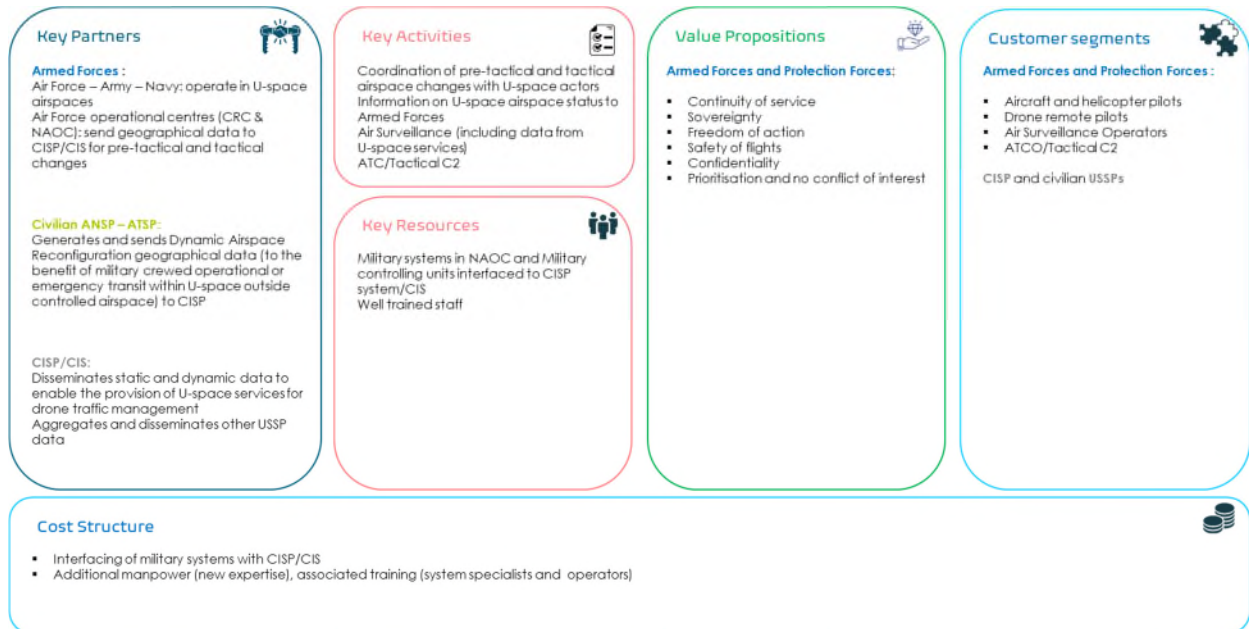 Key Partners
Armed Forces :
Air Force – Army – Navy: operate in U-space
airspaces
Air Force operational centres (CRC &
NAOC): send geographical data to
CISP/CIS for pre-tactical and tactical
changes
Civilian ANSP – ATSP:
Generates and sends Dynamic Airspace
Reconfiguration geographical data (to the
benefit of military crewed operational or
emergency transit within U-space outside
controlled airspace) to CISP
CISP/CIS:
Disseminates static and dynamic data to
enable the provision of U-space services for
drone traffic management
Aggregates and disseminates other USSP
data
Key Activities
Coordination of pre-tactical and tactical
airspace changes with U-space actors
Information on U-space airspace status to
Armed Forces
Air Surveillance (including data from
U-space services)
ATC/Tactical C2
Key Resources
Military systems in NAOC and Military
controlling units interfaced to CISP
system/CIS
Well trained staff
Value Propositions
Armed Forces and Protection Forces:
▪ Continuity of service
▪ Sovereignty
▪ Freedom of action
▪ Safety of flights
▪ Confidentiality
▪ Prioritisation and no conflict of interest
Customer segments
Armed Forces and Protection Forces :
▪ Aircraft and helicopter pilots
▪ Drone remote pilots
▪ Air Surveillance Operators
▪ ATCO/Tactical C2
CISP and civilian USSPs
Cost Structure
▪ Interfacing of military systems with CISP/CIS
▪ Additional manpower (new expertise), associated training (system specialists and operators)